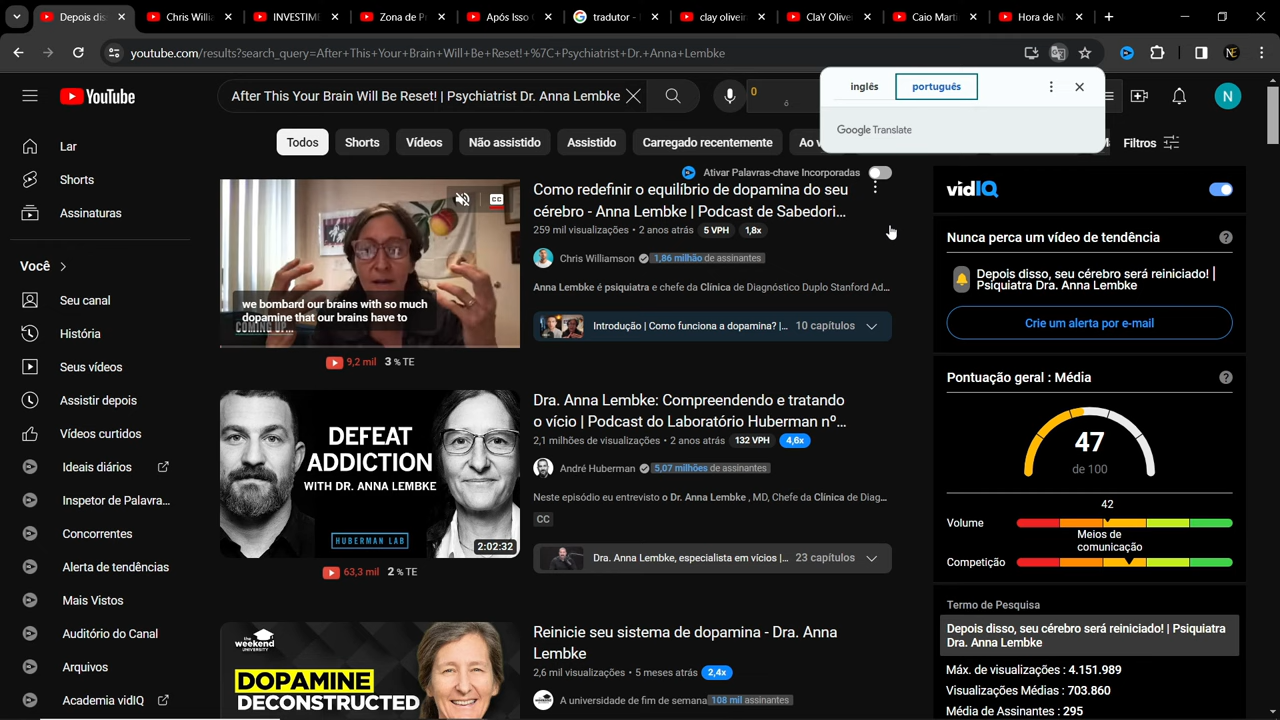 Depois dis
Chris Willia
INVESTIME
Zona de P
Após Isso
tradutor -
clay oliveir
ClaY Oliver
Caio Marti
Hora de N
youtube.com/results?search_query=After+This+Your+Brain+Will+Be+Reset!+%7C+Psychiatrist+Dr.+Anna+Lembke
inglês
português
Google Translate
YouTube
After This Your Brain Will Be Reset! | Psychiatrist Dr. Anna Lembke
0
ó
N
Todos
Shorts
Vídeos
Não assistido
Assistido
Carregado recentemente
Ao v
Filtros
Lar
Shorts
Assinaturas
Você
Seu canal
História
Seus vídeos
Assistir depois
Vídeos curtidos
Ideais diários
Inspetor de Palavra...
Concorrentes
Alerta de tendências
Mais Vistos
Auditório do Canal
Arquivos
Academia vidIQ
Ativar Palavras-chave Incorporadas
CC
we bombard our brains with so much
dopamine that our brains have to
COMING UP...
9,2 mil 3 % TE
Como redefinir o equilíbrio de dopamina do seu
cérebro - Anna Lembke | Podcast de Sabedori...
259 mil visualizações • 2 anos atrás 5 VPH 1,8x
Chris Williamson 1,86 milhão de assinantes
Anna Lembke é psiquiatra e chefe da Clínica de Diagnóstico Duplo Stanford Ad...
Introdução | Como funciona a dopamina? |... 10 capítulos
DEFEAT
ADDICTION
WITH DR. ANNA LEMBKE
HUBERMAN LAB
2:02:32
63,3 mil 2 % TE
Dra. Anna Lembke: Compreendendo e tratando
o vício | Podcast do Laboratório Huberman nº...
2,1 milhões de visualizações • 2 anos atrás 132 VPH 4,6x
André Huberman 5,07 milhões de assinantes
Neste episódio eu entrevisto o Dr. Anna Lembke , MD, Chefe da Clínica de Diag...
CC
Dra. Anna Lembke, especialista em vícios |... 23 capítulos
the weekend
UNIVERSITY
DOPAMINE
DECONSTRUCTED
Reinicie seu sistema de dopamina - Dra. Anna
Lembke
2,6 mil visualizações • 5 meses atrás 2,4x
A universidade de fim de semana 108 mil assinantes
vidIQ
Nunca perca um vídeo de tendência
Depois disso, seu cérebro será reiniciado! |
Psiquiatra Dra. Anna Lembke
Crie um alerta por e-mail
Pontuação geral : Média
47
de 100
42
Volume
Meios de
comunicação
Competição
Termo de Pesquisa
Depois disso, seu cérebro será reiniciado! | Psiquiatra
Dra. Anna Lembke
Máx. de visualizações : 4.151.989
Visualizações Médias : 703.860
Média de Assinantes : 295